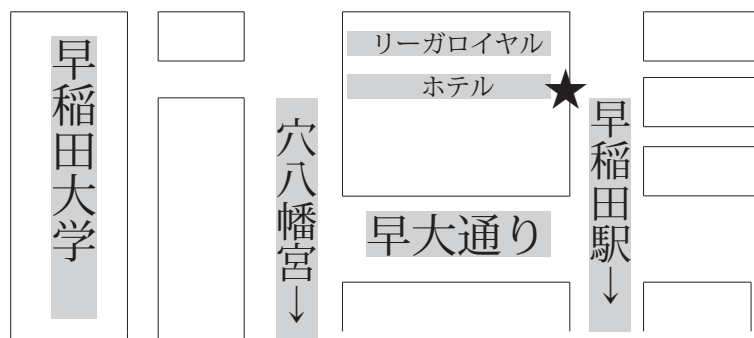 早稲田大学
穴八幡宮→
リーガロイヤル
ホテル
★
早大通り
早稲田駅→